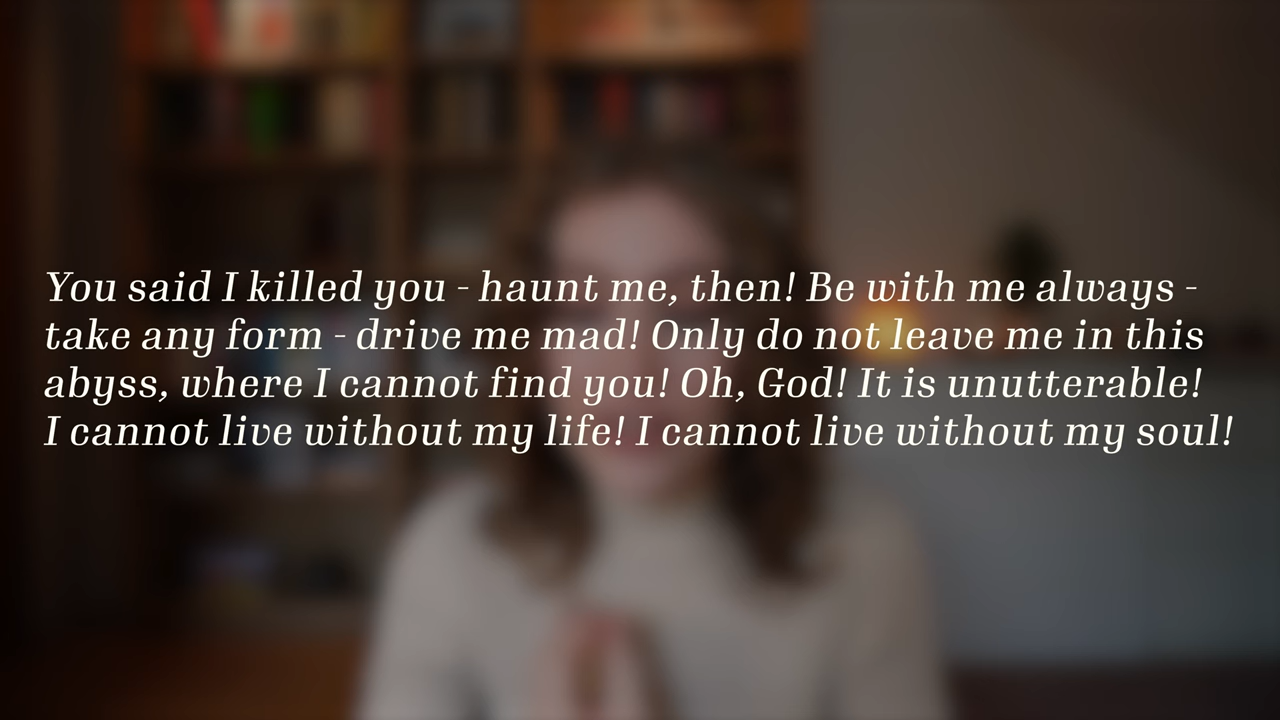 You said I killed you - haunt me, then! Be with me always -
take any form - drive me mad! Only do not leave me in this
abyss, where I cannot find you! Oh, God! It is unutterable!
I cannot live without my life! I cannot live without my soul!